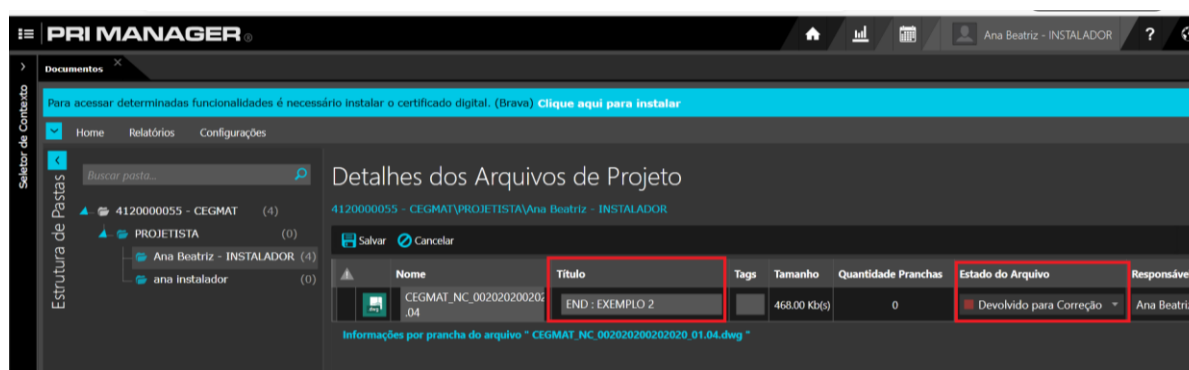 PRI MANAGER®
Ana Beatriz - INSTALADOR
?
Seletor de Contexto
Documentos
Para acessar determinadas funcionalidades é necessário instalar o certificado digital. (Brava) Clique aqui para instalar
Home Relatórios Configurações
Estrutura de Pastas
Buscar pasta...
4120000055 - CEGMAT (4)
PROJETISTA (0)
Ana Beatriz - INSTALADOR (4)
ana instalador (0)
Detalhes dos Arquivos de Projeto
4120000055 - CEGMAT\PROJETISTA\Ana Beatriz - INSTALADOR
Salvar Cancelar
Nome Título Tags Tamanho Quantidade Pranchas Estado do Arquivo Responsáve
CEGMAT_NC_00202020020
.04
END : EXEMPLO 2
468.00 Kb(s)
0
Devolvido para Correção
Ana Beatriz
Informações por prancha do arquivo " CEGMAT_NC_002020200202020_01.04.dwg "